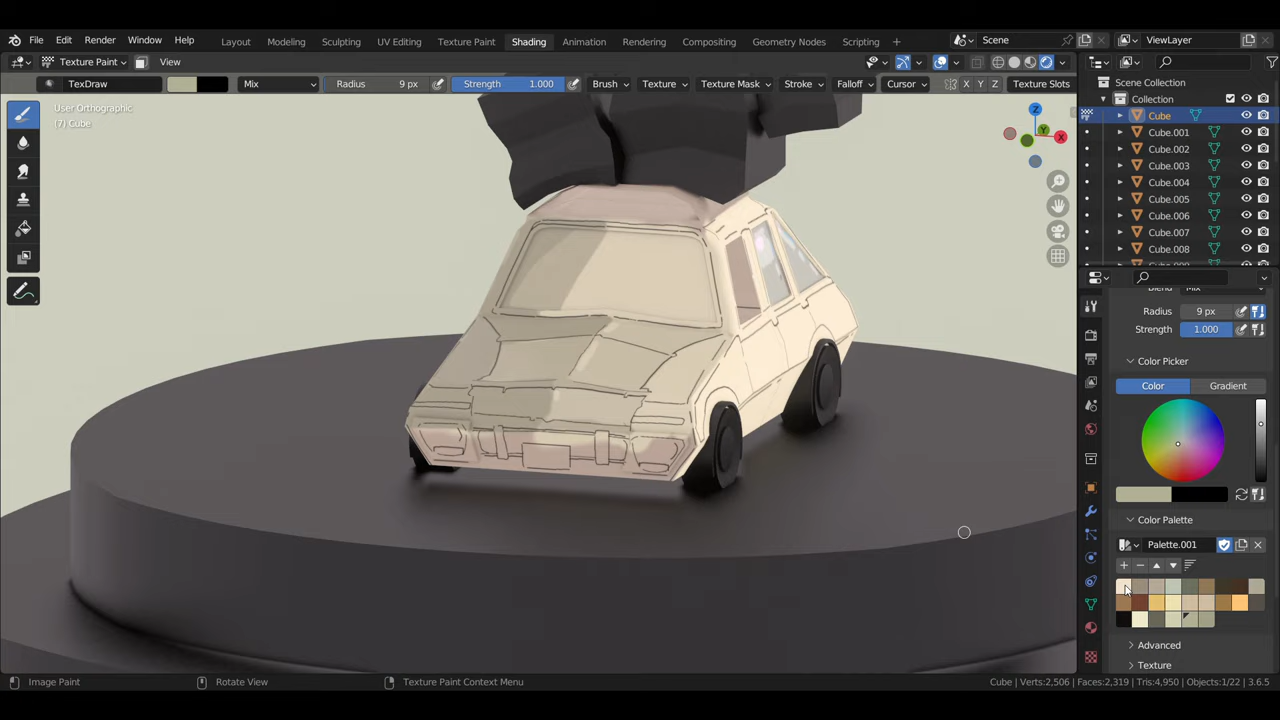 File Edit Render Window Help
Layout Modeling Sculpting UV Editing Texture Paint Shading Animation Rendering Compositing Geometry Nodes Scripting +
Scene
ViewLayer
Texture Paint View
TexDraw Mix Radius 9 px Strength 1.000 Brush Texture Texture Mask Stroke Falloff Cursor X Y Z Texture Slots
User Orthographic
(7) Cube
Z
Y
X
Scene Collection
Collection
Cube
Cube.001
Cube.002
Cube.003
Cube.004
Cube.005
Cube.006
Cube.007
Cube.008
Radius 9 px
Strength 1.000
Color Picker
Color Gradient
Color Palette
Palette.001
Advanced
Texture
Image Paint Rotate View Texture Paint Context Menu Cube | Verts:2,506 | Faces:2,319 | Tris:4,950 | Objects:1/22 | 3.6.5